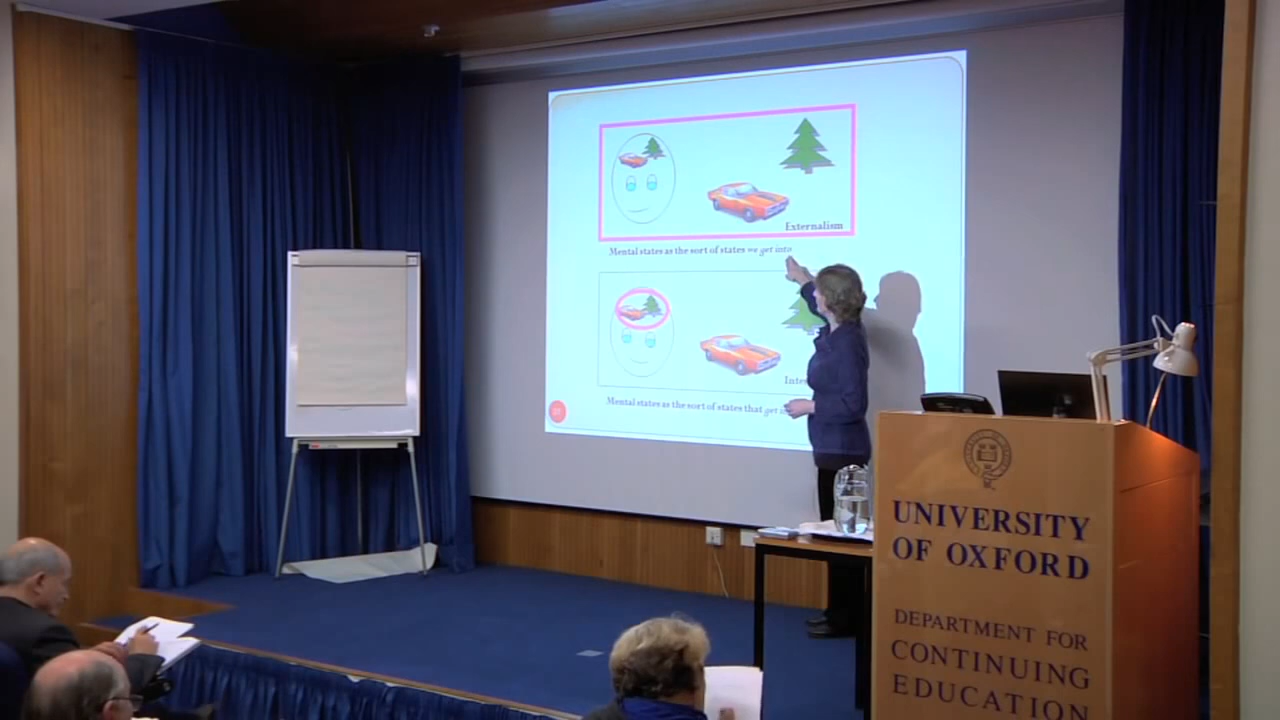 Externalism
Mental states as the sort of states we get into
Mental states as the sort of states that get
UNIVERSITY
OF OXFORD
DEPARTMENT FOR
CONTINUING
EDUCATION